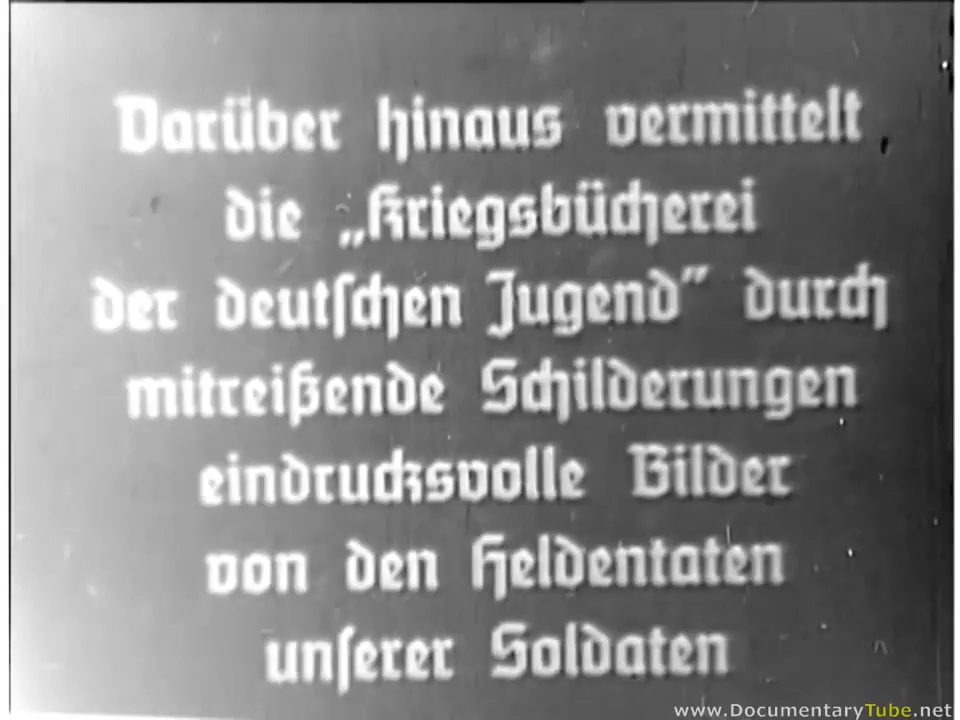 Darüber hinaus vermittelt
die „Kriegsbücherei
der deutſchen Jugend” durch
mitreißende Schilderungen
eindrucksvolle Bilder
von den Heldentaten
unſerer Soldaten
www.DocumentaryTube.net